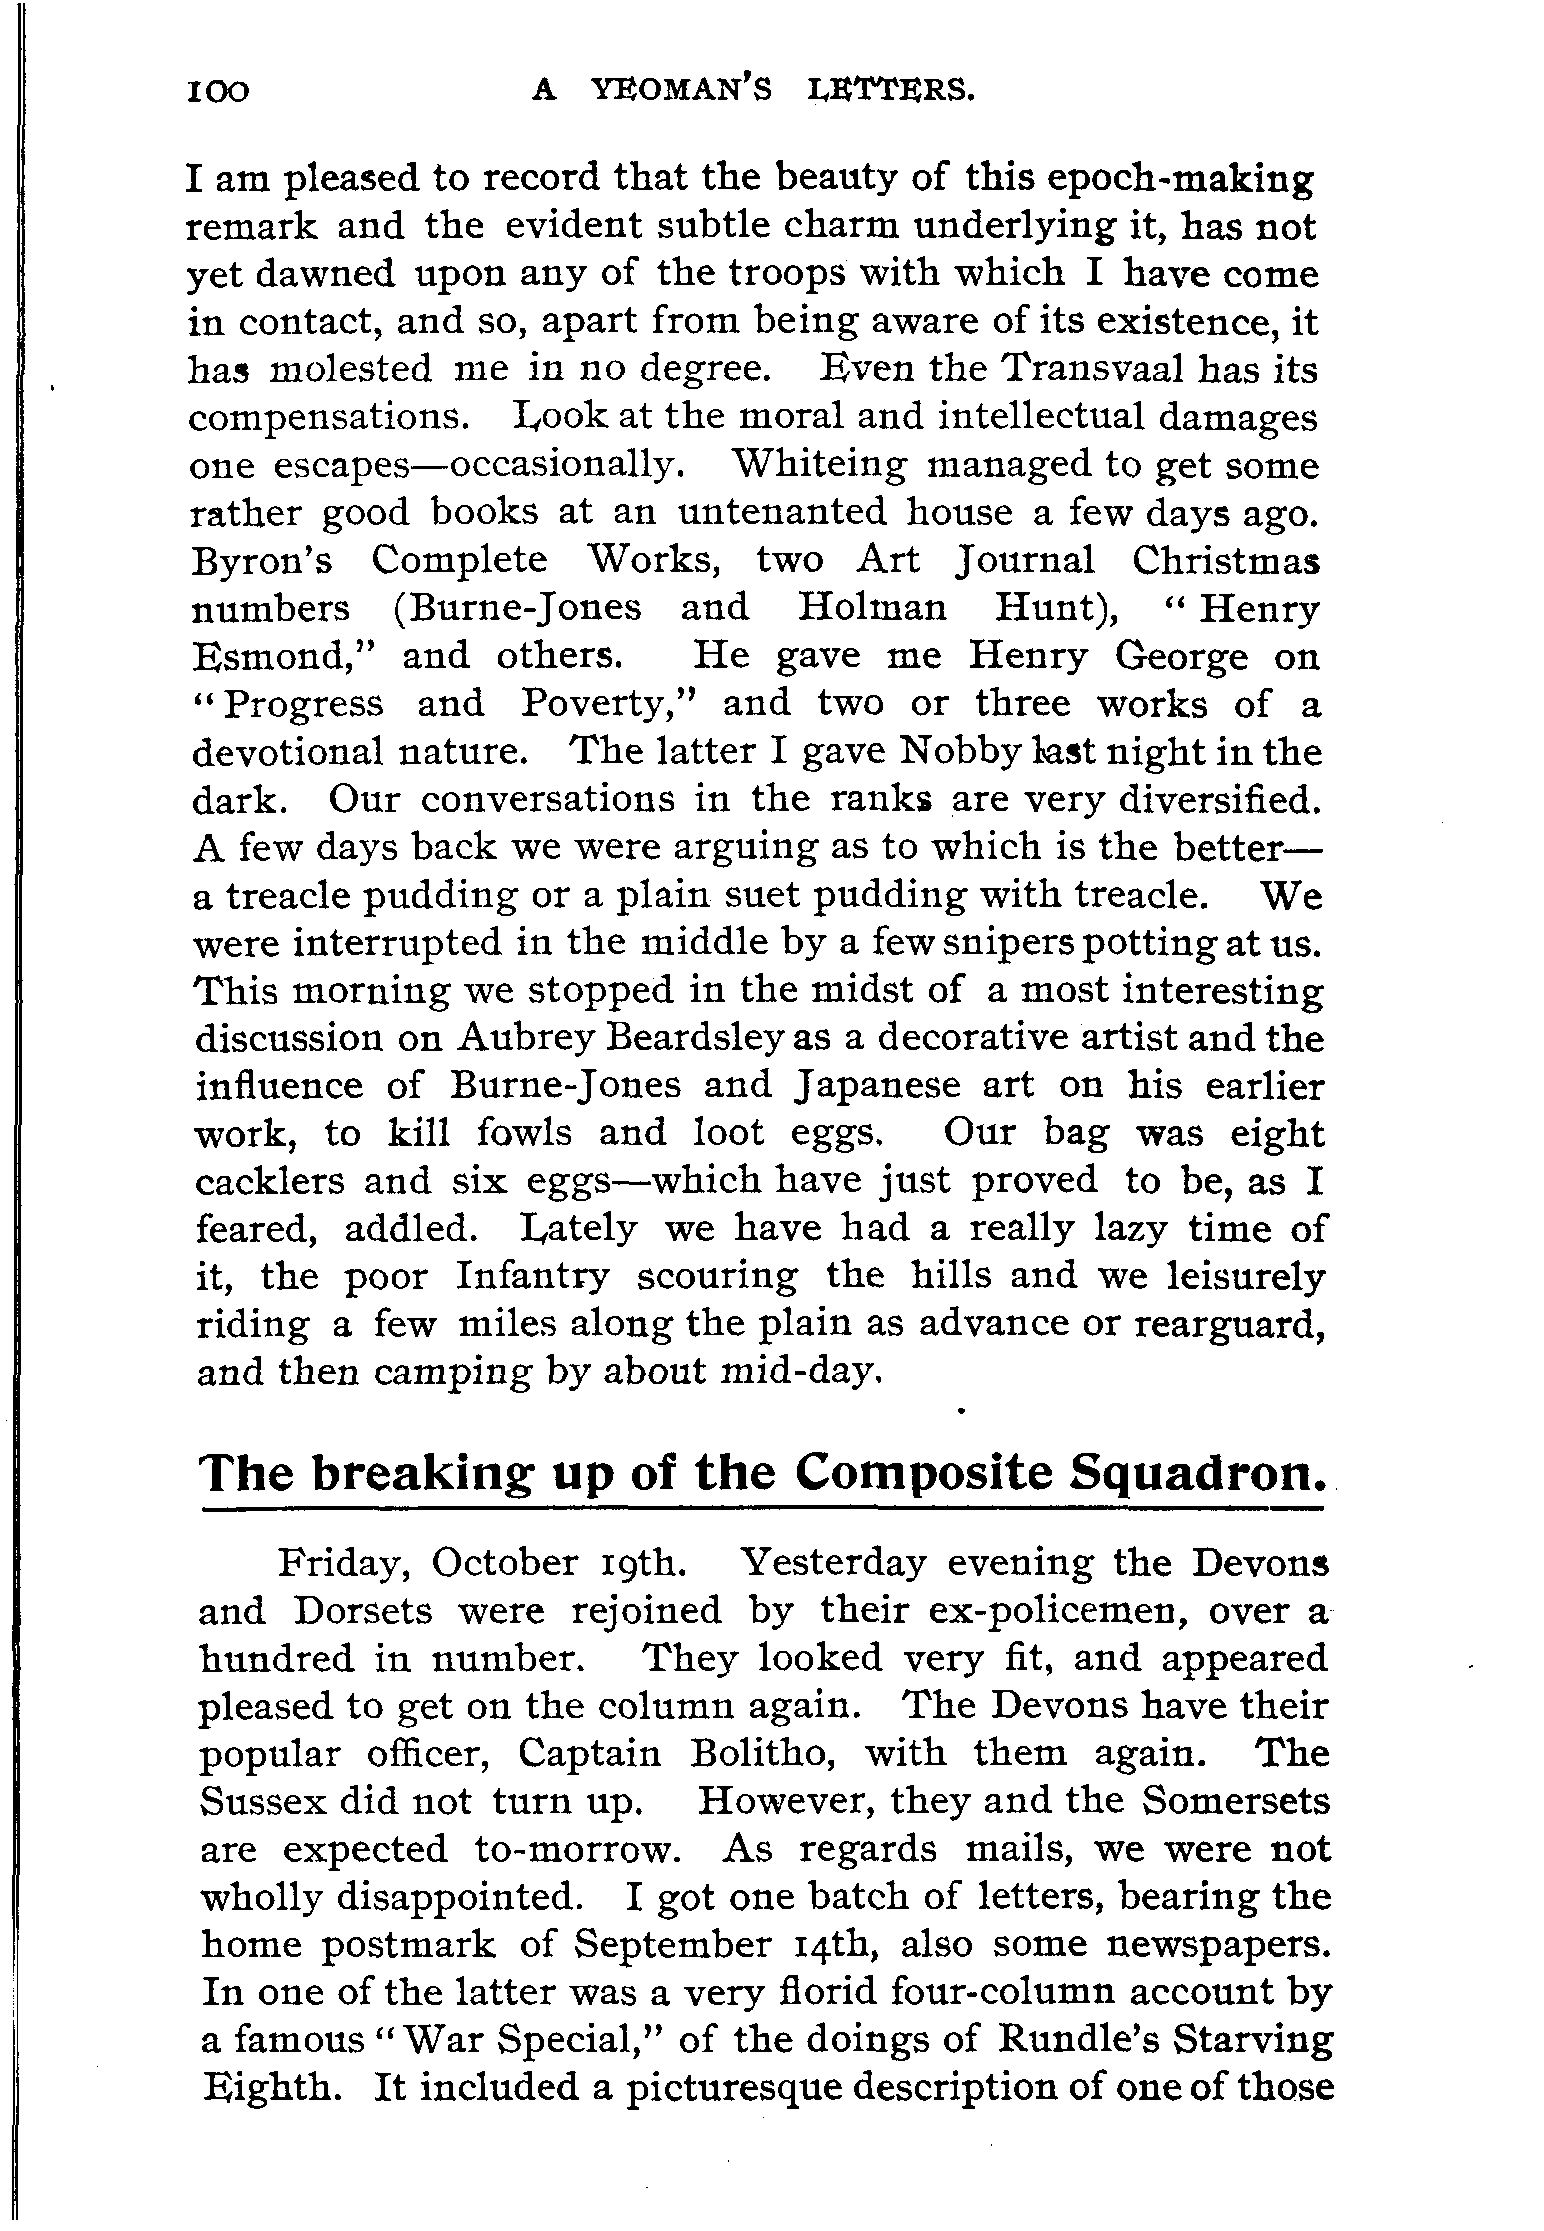 100 A YEOMAN'S LETTERS.
I am pleased to record that the beauty of this epoch-making
remark and the evident subtle charm underlying it, has not
yet dawned upon any of the troops with which I have come
in contact, and so, apart from being aware of its existence, it
has molested me in no degree. Even the Transvaal has its
compensations. Look at the moral and intellectual damages
one escapes—occasionally. Whiteing managed to get some
rather good books at an untenanted house a few days ago.
Byron's Complete Works, two Art Journal Christmas
numbers (Burne-Jones and Holman Hunt), "Henry
Esmond," and others. He gave me Henry George on
"Progress and Poverty," and two or three works of a
devotional nature. The latter I gave Nobby last night in the
dark. Our conversations in the ranks are very diversified.
A few days back we were arguing as to which is the better—
a treacle pudding or a plain suet pudding with treacle. We
were interrupted in the middle by a few snipers potting at us.
This morning we stopped in the midst of a most interesting
discussion on Aubrey Beardsley as a decorative artist and the
influence of Burne-Jones and Japanese art on his earlier
work, to kill fowls and loot eggs. Our bag was eight
cacklers and six eggs—which have just proved to be, as I
feared, addled. Lately we have had a really lazy time of
it, the poor Infantry scouring the hills and we leisurely
riding a few miles along the plain as advance or rearguard,
and then camping by about mid-day.
The breaking up of the Composite Squadron.
Friday, October 19th. Yesterday evening the Devons
and Dorsets were rejoined by their ex-policemen, over a
hundred in number. They looked very fit, and appeared
pleased to get on the column again. The Devons have their
popular officer, Captain Bolitho, with them again. The
Sussex did not turn up. However, they and the Somersets
are expected to-morrow. As regards mails, we were not
wholly disappointed. I got one batch of letters, bearing the
home postmark of September 14th, also some newspapers.
In one of the latter was a very florid four-column account by
a famous "War Special," of the doings of Rundle's Starving
Eighth. It included a picturesque description of one of those